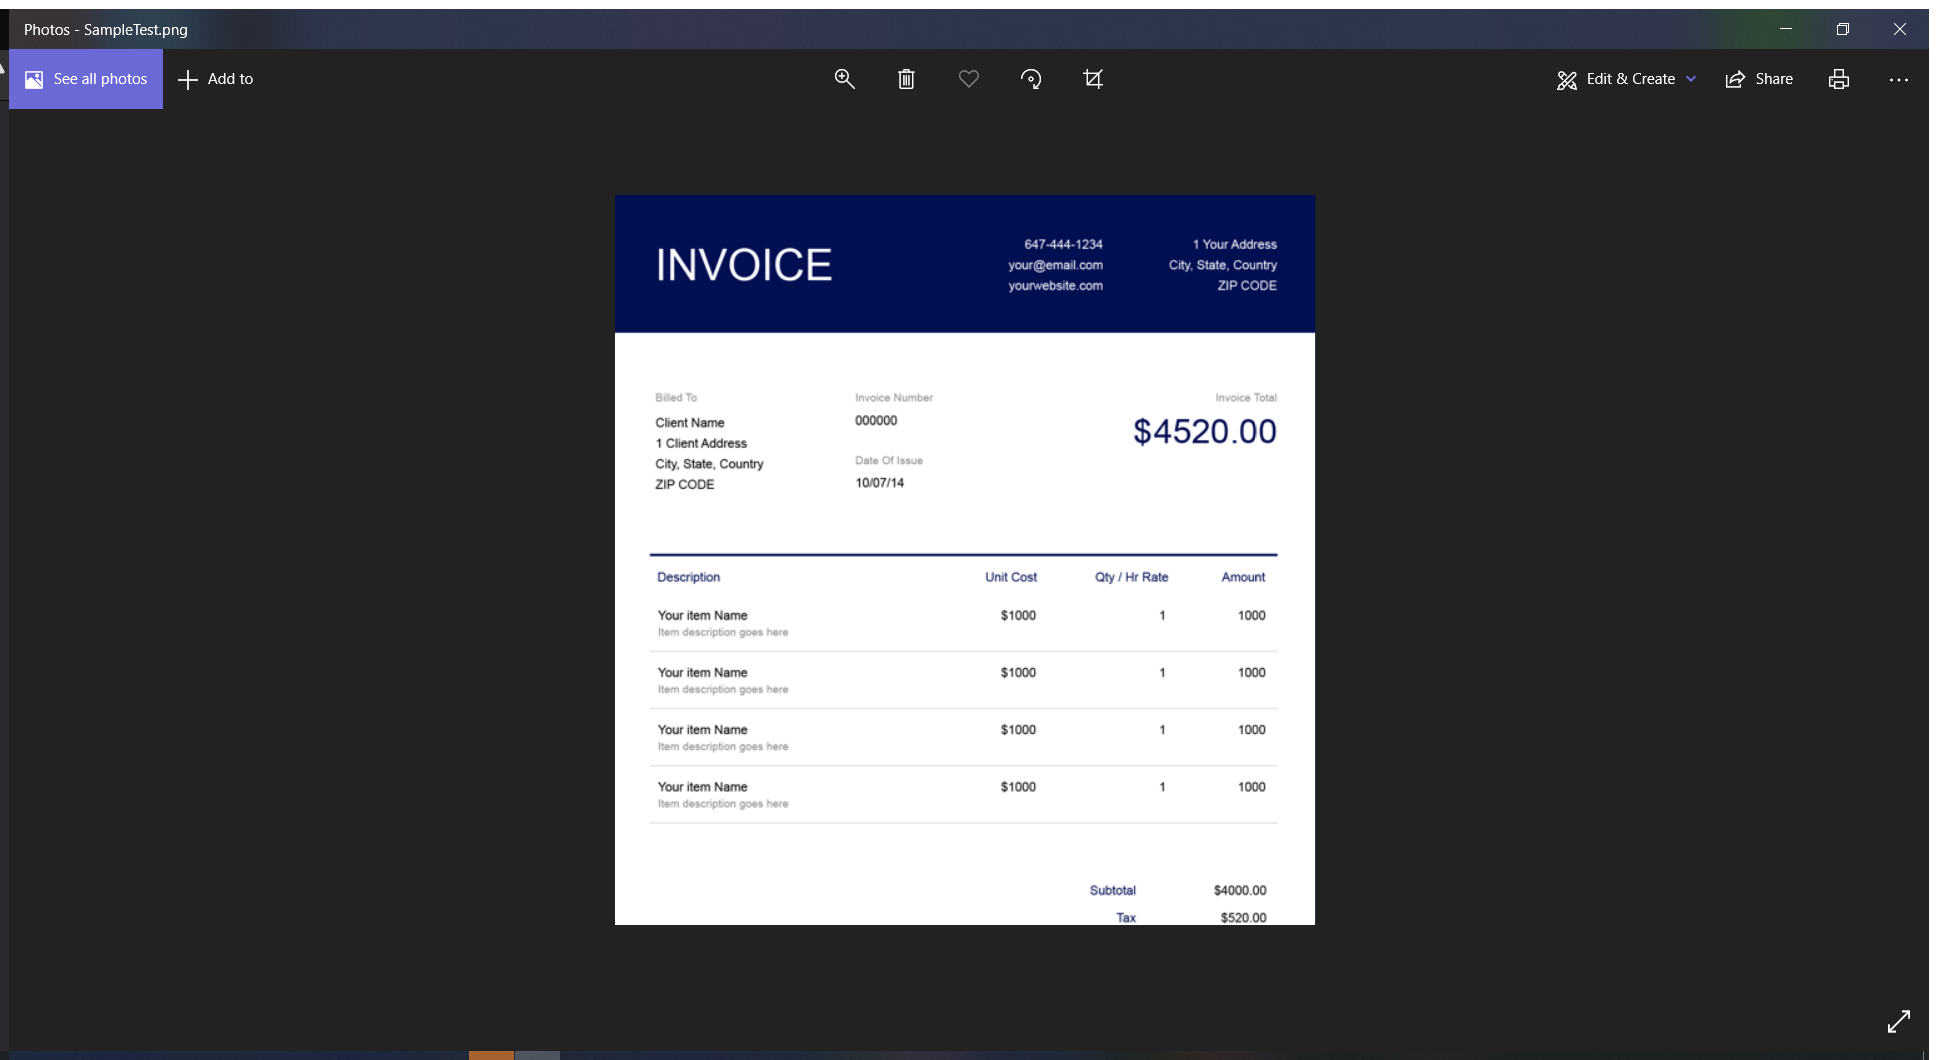 Photos - SampleTest.png
See all photos
Add to
Edit & Create
Share
INVOICE
647-444-1234
your@email.com
yourwebsite.com
1 Your Address
City, State, Country
ZIP CODE
Billed To
Client Name
1 Client Address
City, State, Country
ZIP CODE
Invoice Number
000000
Date Of Issue
10/07/14
Invoice Total
$4520.00
Description Unit Cost Qty / Hr Rate Amount
Your item Name $1000 1 1000
Item description goes here
Your item Name $1000 1 1000
Item description goes here
Your item Name $1000 1 1000
Item description goes here
Your item Name $1000 1 1000
Item description goes here
Subtotal $4000.00
Tax $520.00